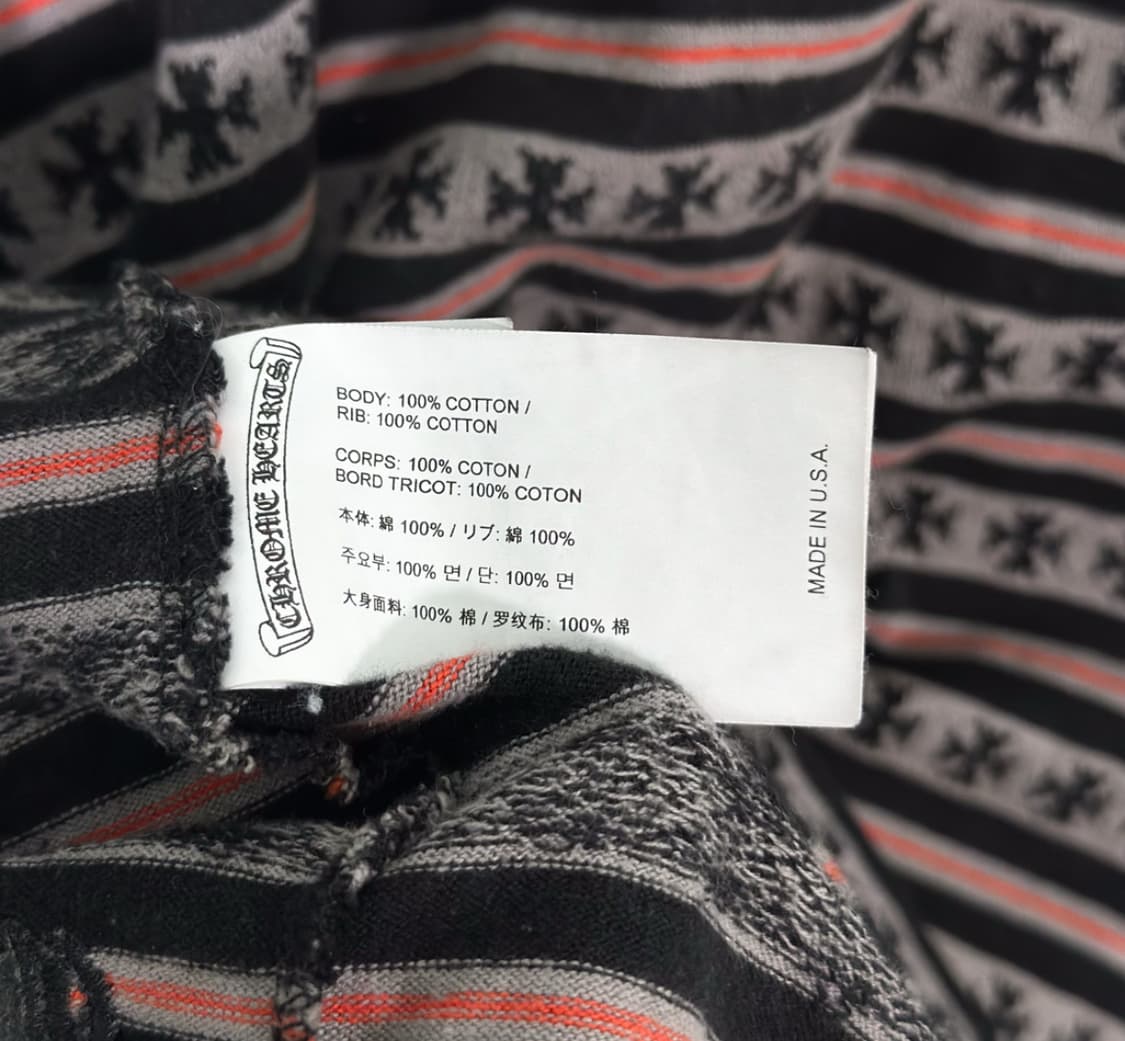 CHROME HEARTS
BODY: 100% COTTON /
RIB: 100% COTTON
CORPS: 100% COTON /
BORD TRICOT: 100% COTON
本体: 綿 100% / リブ: 綿 100%
주요부: 100% 면 / 단: 100% 면
大身面料: 100% 棉 / 罗纹布: 100% 棉
MADE IN U.S.A.